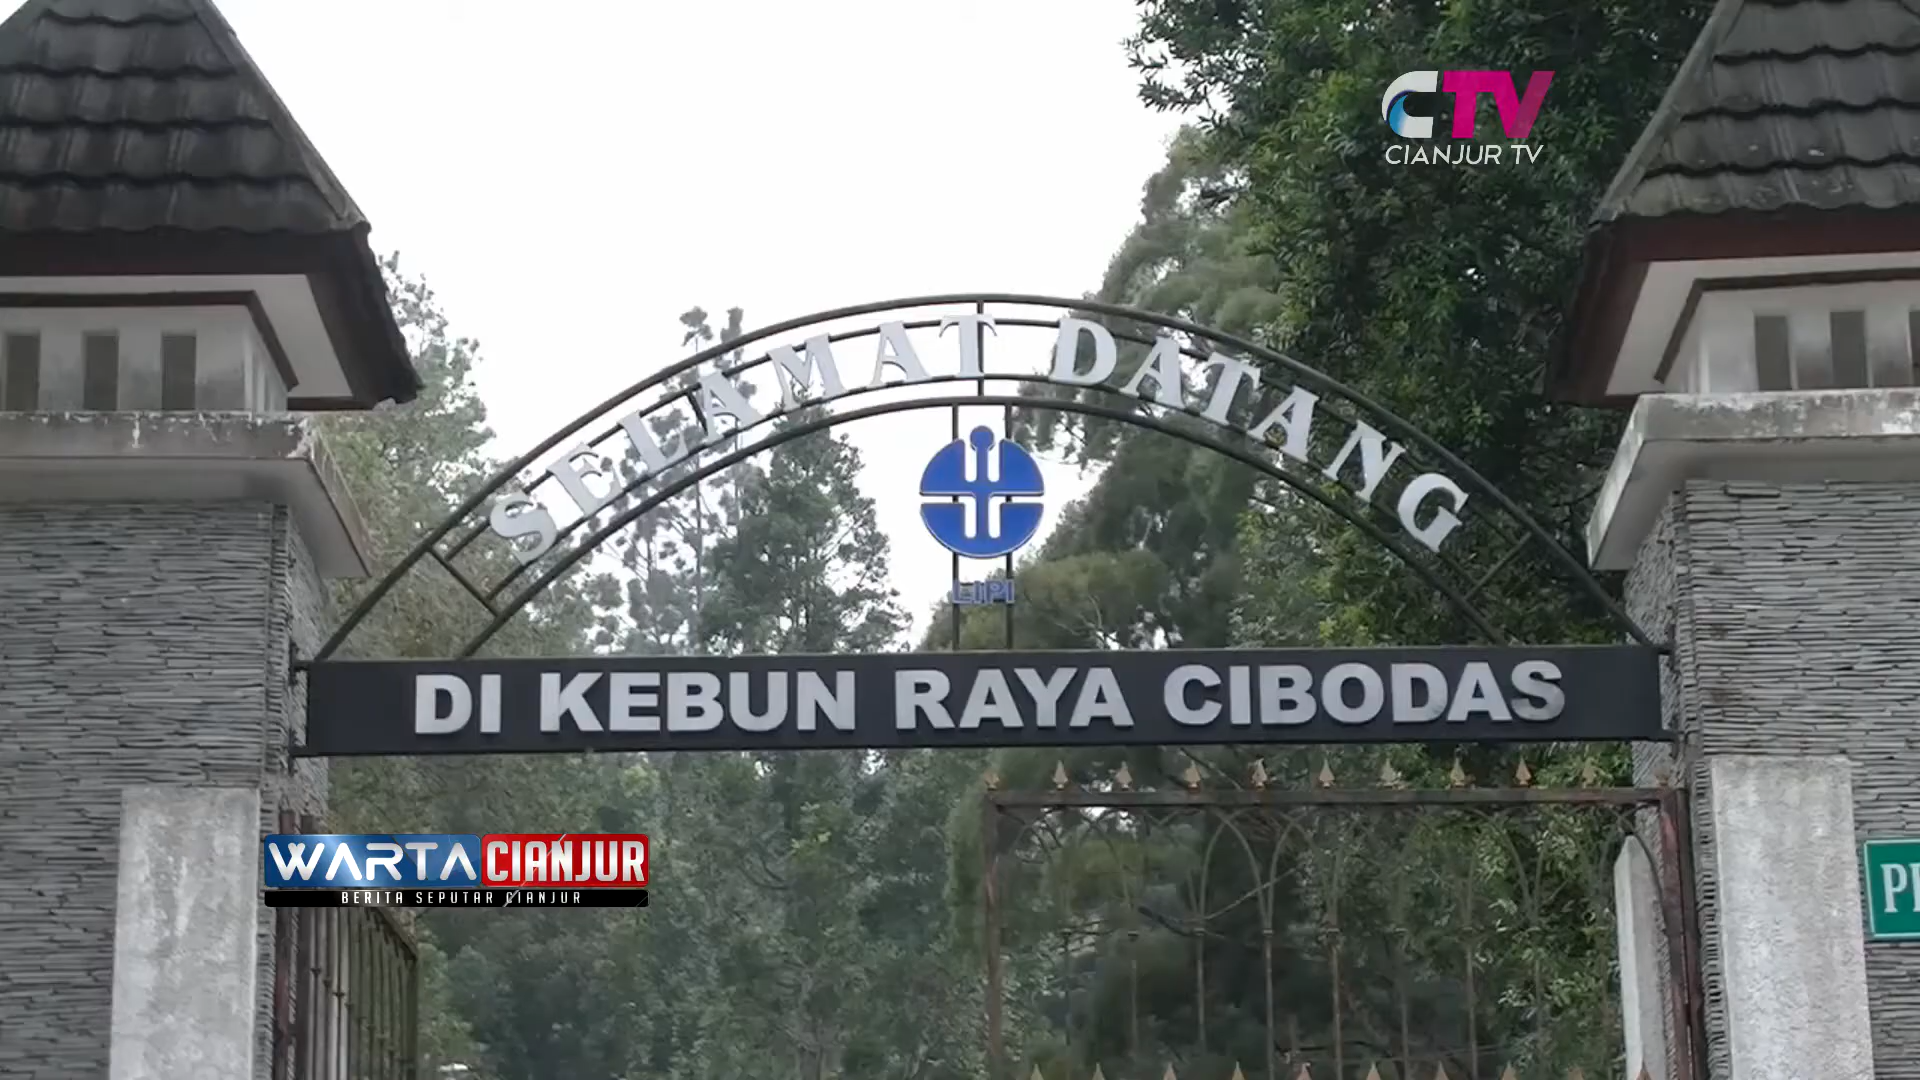 CTV
CIANJUR TV
SELAMAT DATANG
LIPI
DI KEBUN RAYA CIBODAS
WARTA CIANJUR
BERITA SEPUTAR CIANJUR